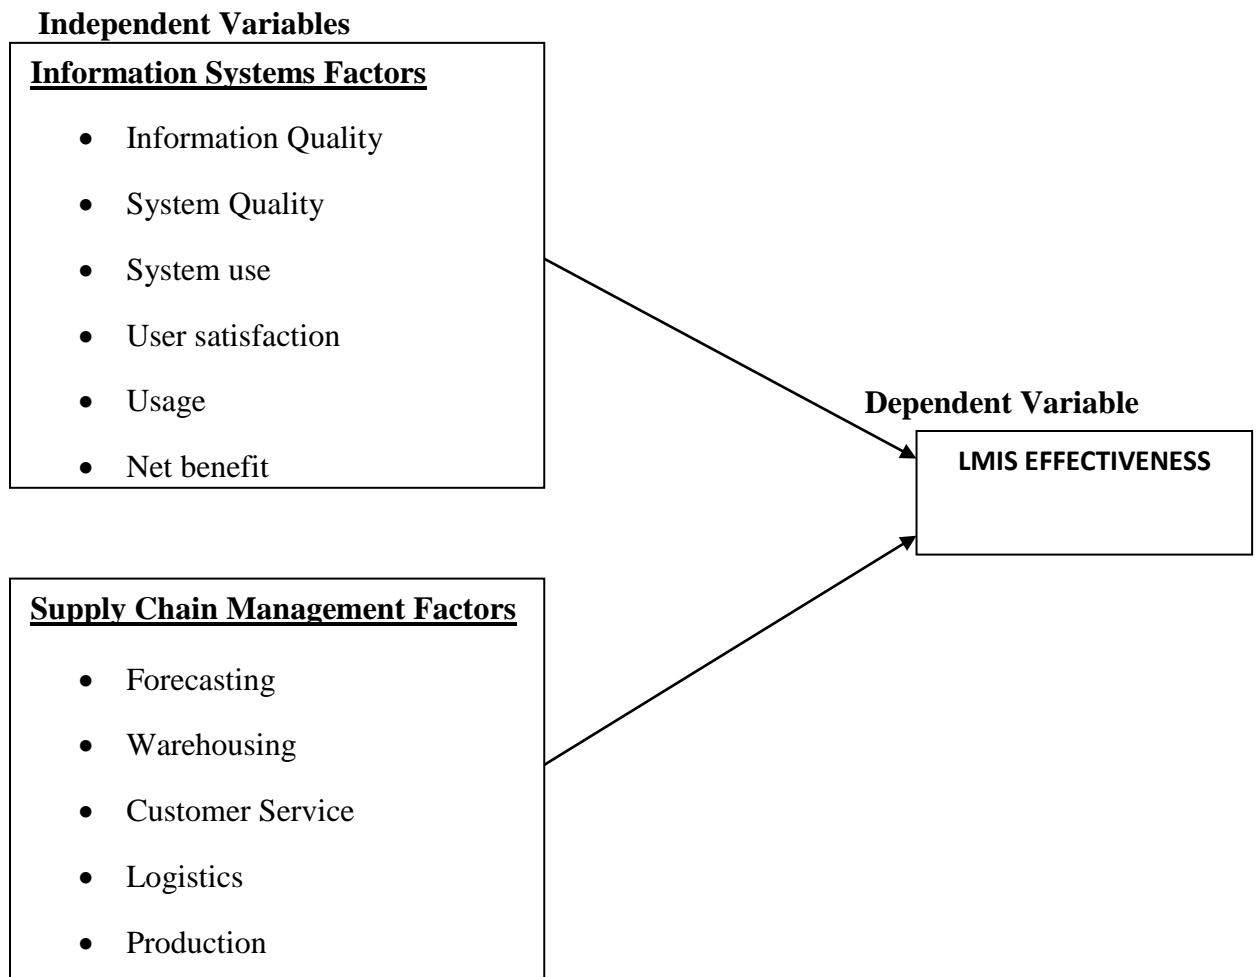 Independent Variables
Information Systems Factors
• Information Quality
• System Quality
• System use
• User satisfaction
• Usage
• Net benefit
Dependent Variable
LMIS EFFECTIVENESS
Supply Chain Management Factors
• Forecasting
• Warehousing
• Customer Service
• Logistics
• Production